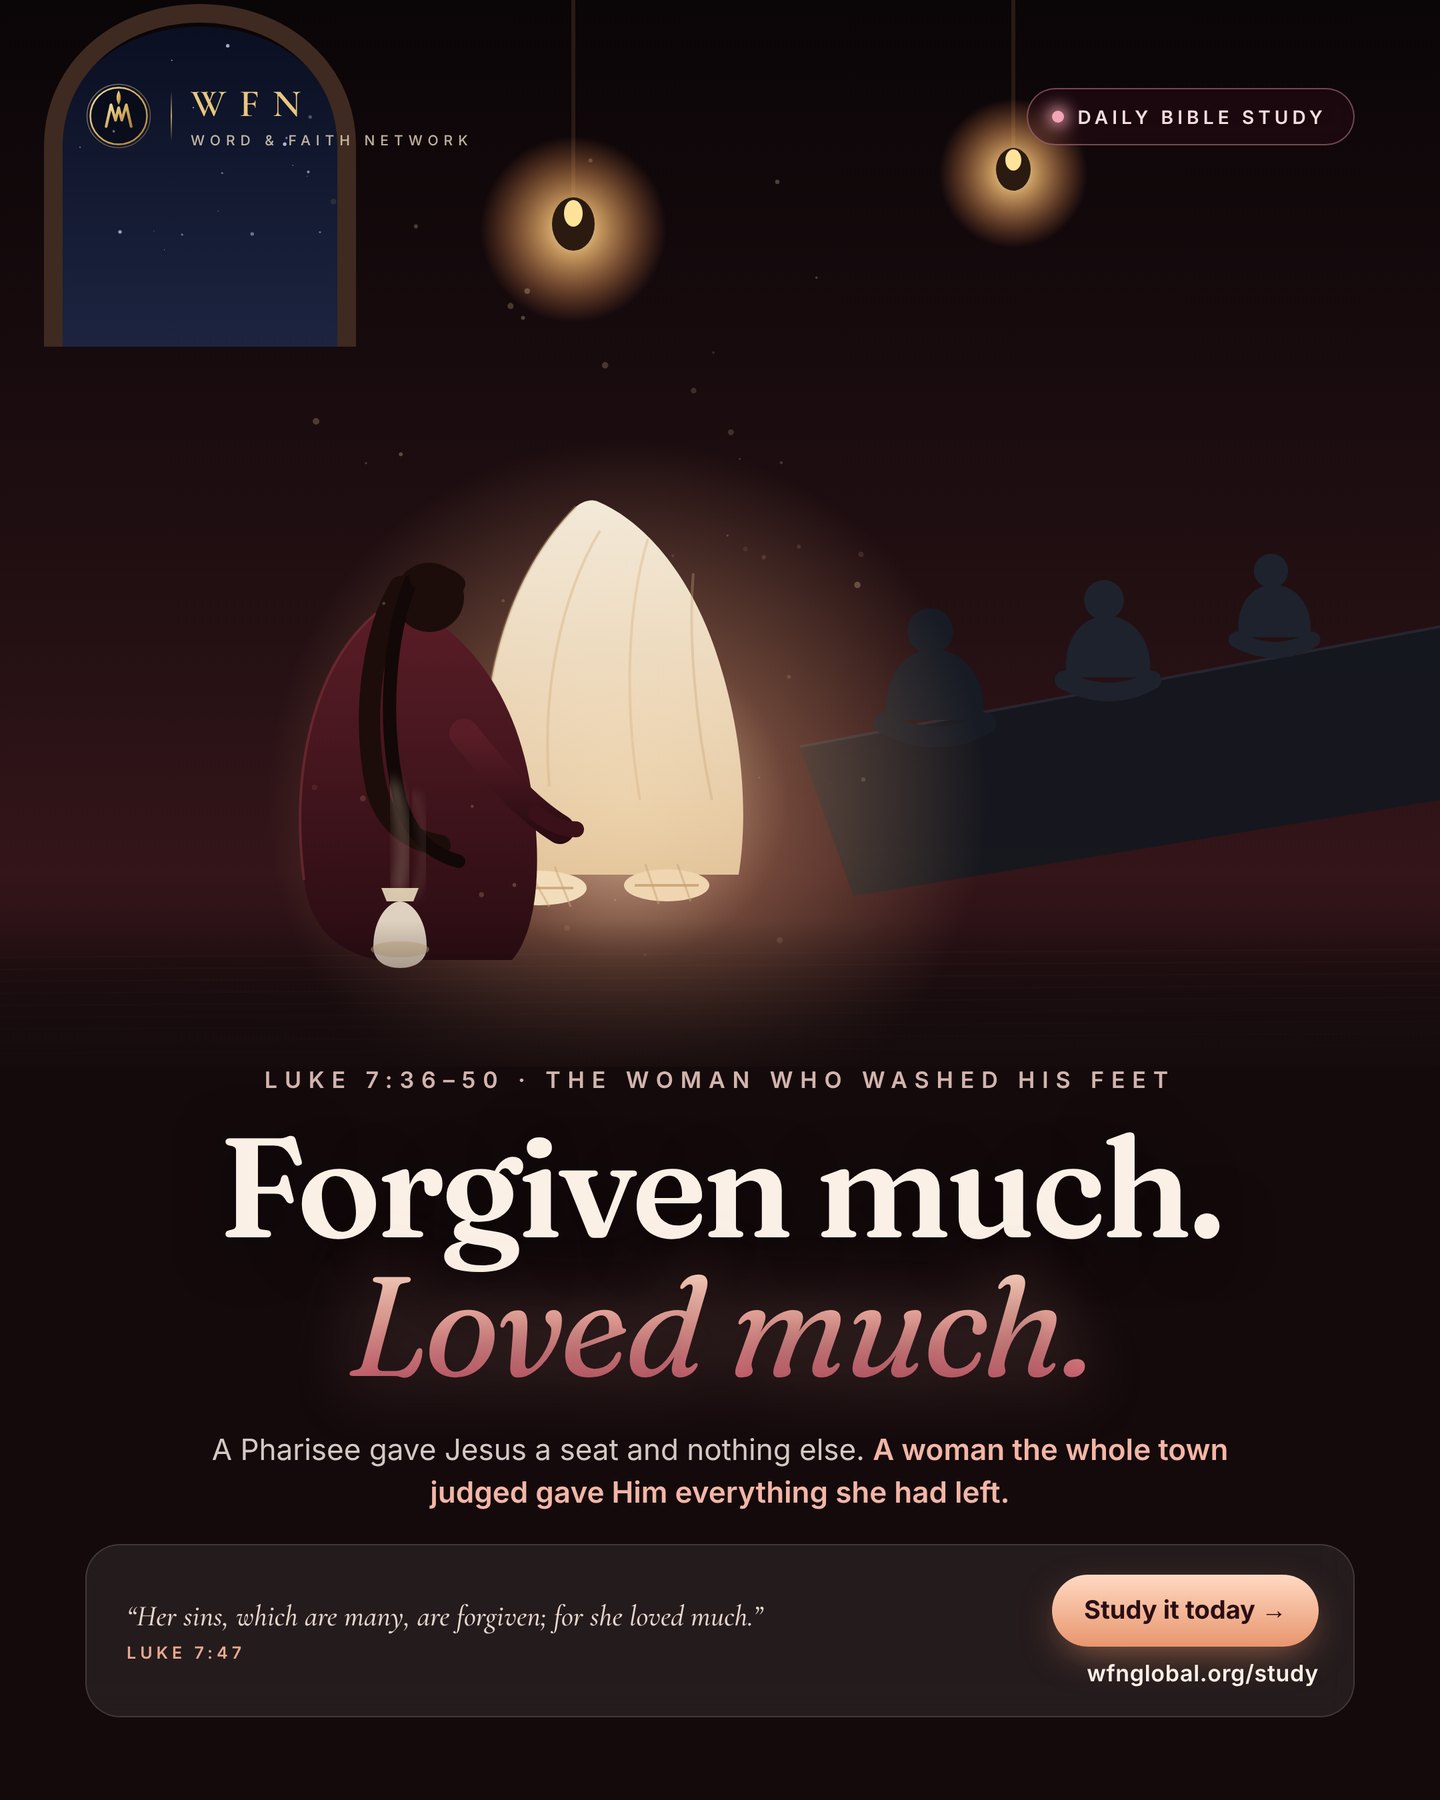 WFN
WORD & FAITH NETWORK
DAILY BIBLE STUDY
LUKE 7:36–50 · THE WOMAN WHO WASHED HIS FEET
Forgiven much.
Loved much.
A Pharisee gave Jesus a seat and nothing else. A woman the whole town
judged gave Him everything she had left.
“Her sins, which are many, are forgiven; for she loved much.”
LUKE 7:47
Study it today →
wfnglobal.org/study